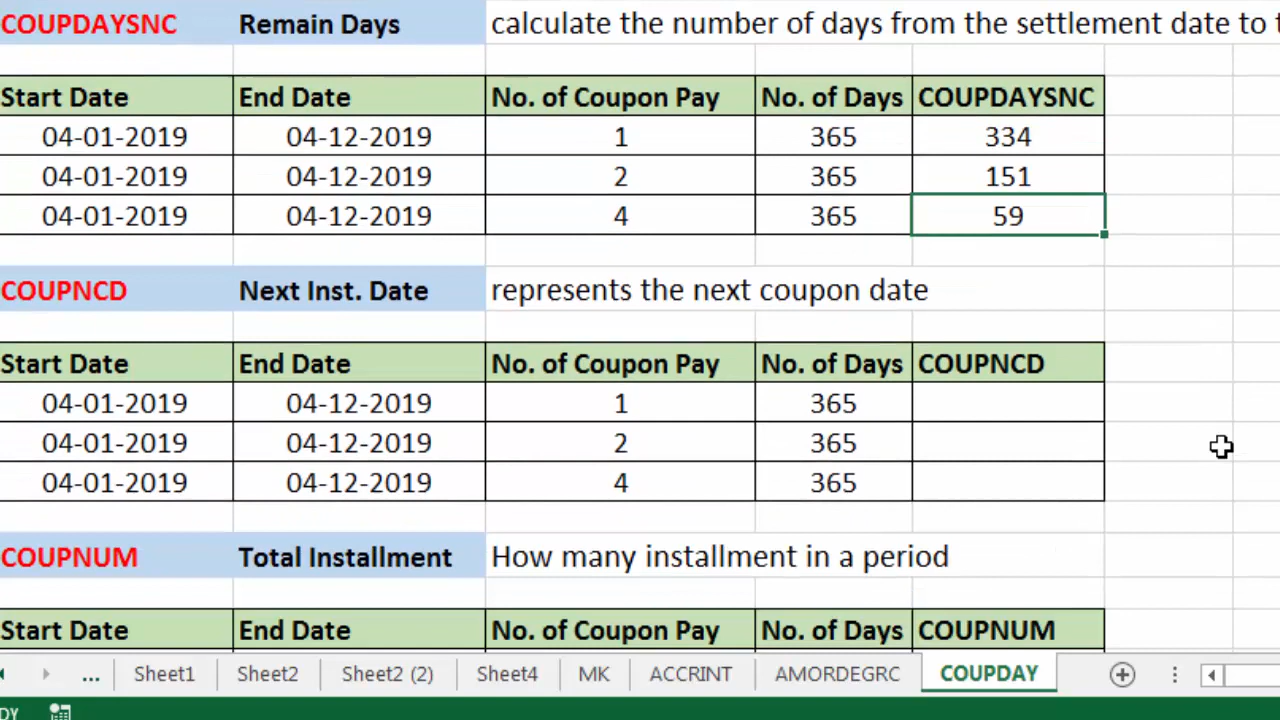 COUPDAYSNC Remain Days calculate the number of days from the settlement date to
Start Date End Date No. of Coupon Pay No. of Days COUPDAYSNC
04-01-2019 04-12-2019 1 365 334
04-01-2019 04-12-2019 2 365 151
04-01-2019 04-12-2019 4 365 59
COUPNCD Next Inst. Date represents the next coupon date
Start Date End Date No. of Coupon Pay No. of Days COUPNCD
04-01-2019 04-12-2019 1 365
04-01-2019 04-12-2019 2 365
04-01-2019 04-12-2019 4 365
COUPNUM Total Installment How many installment in a period
Start Date End Date No. of Coupon Pay No. of Days COUPNUM
... Sheet1 Sheet2 Sheet2 (2) Sheet4 MK ACCRINT AMORDEGRC COUPDAY